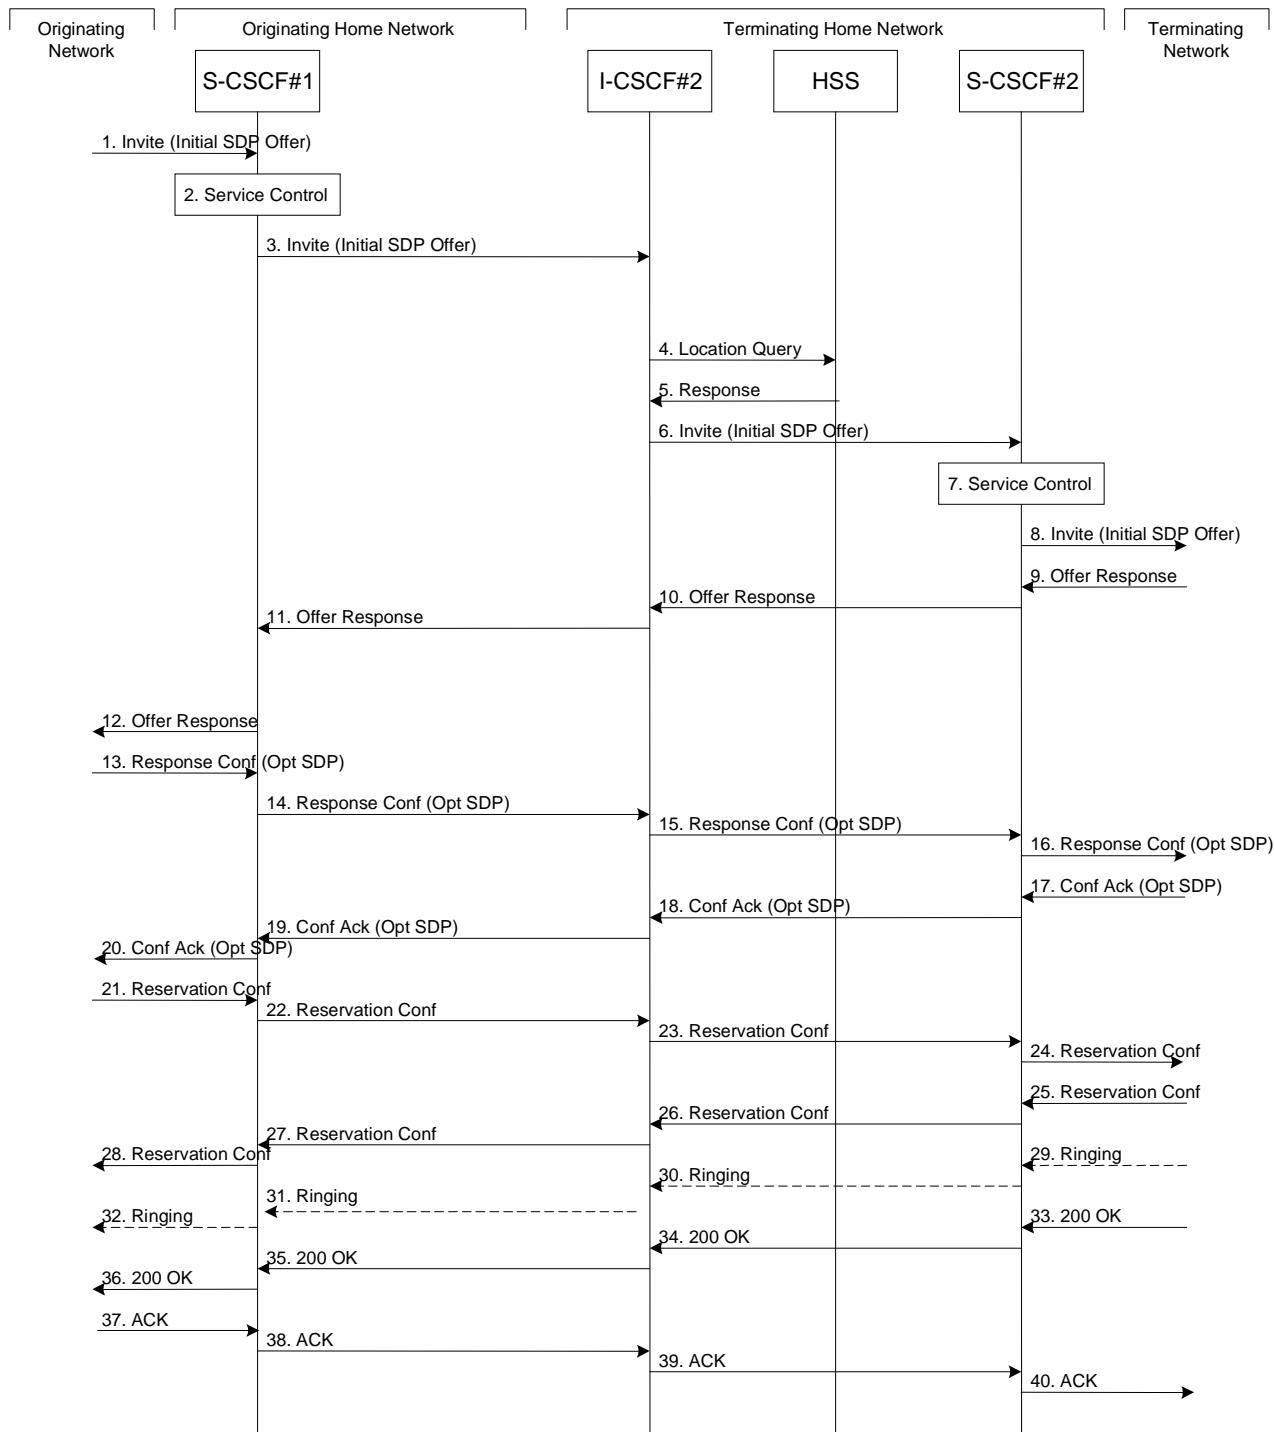 Originating
Network
Originating Home Network
Terminating Home Network
Terminating
Network
S-CSCF#1
I-CSCF#2
HSS
S-CSCF#2
1. Invite (Initial SDP Offer)
2. Service Control
3. Invite (Initial SDP Offer)
4. Location Query
5. Response
6. Invite (Initial SDP Offer)
7. Service Control
8. Invite (Initial SDP Offer)
9. Offer Response
10. Offer Response
11. Offer Response
12. Offer Response
13. Response Conf (Opt SDP)
14. Response Conf (Opt SDP)
15. Response Conf (Opt SDP)
16. Response Conf (Opt SDP)
17. Conf Ack (Opt SDP)
18. Conf Ack (Opt SDP)
19. Conf Ack (Opt SDP)
20. Conf Ack (Opt SDP)
21. Reservation Conf
22. Reservation Conf
23. Reservation Conf
24. Reservation Conf
25. Reservation Conf
26. Reservation Conf
27. Reservation Conf
28. Reservation Conf
29. Ringing
30. Ringing
31. Ringing
32. Ringing
33. 200 OK
34. 200 OK
35. 200 OK
36. 200 OK
37. ACK
38. ACK
39. ACK
40. ACK